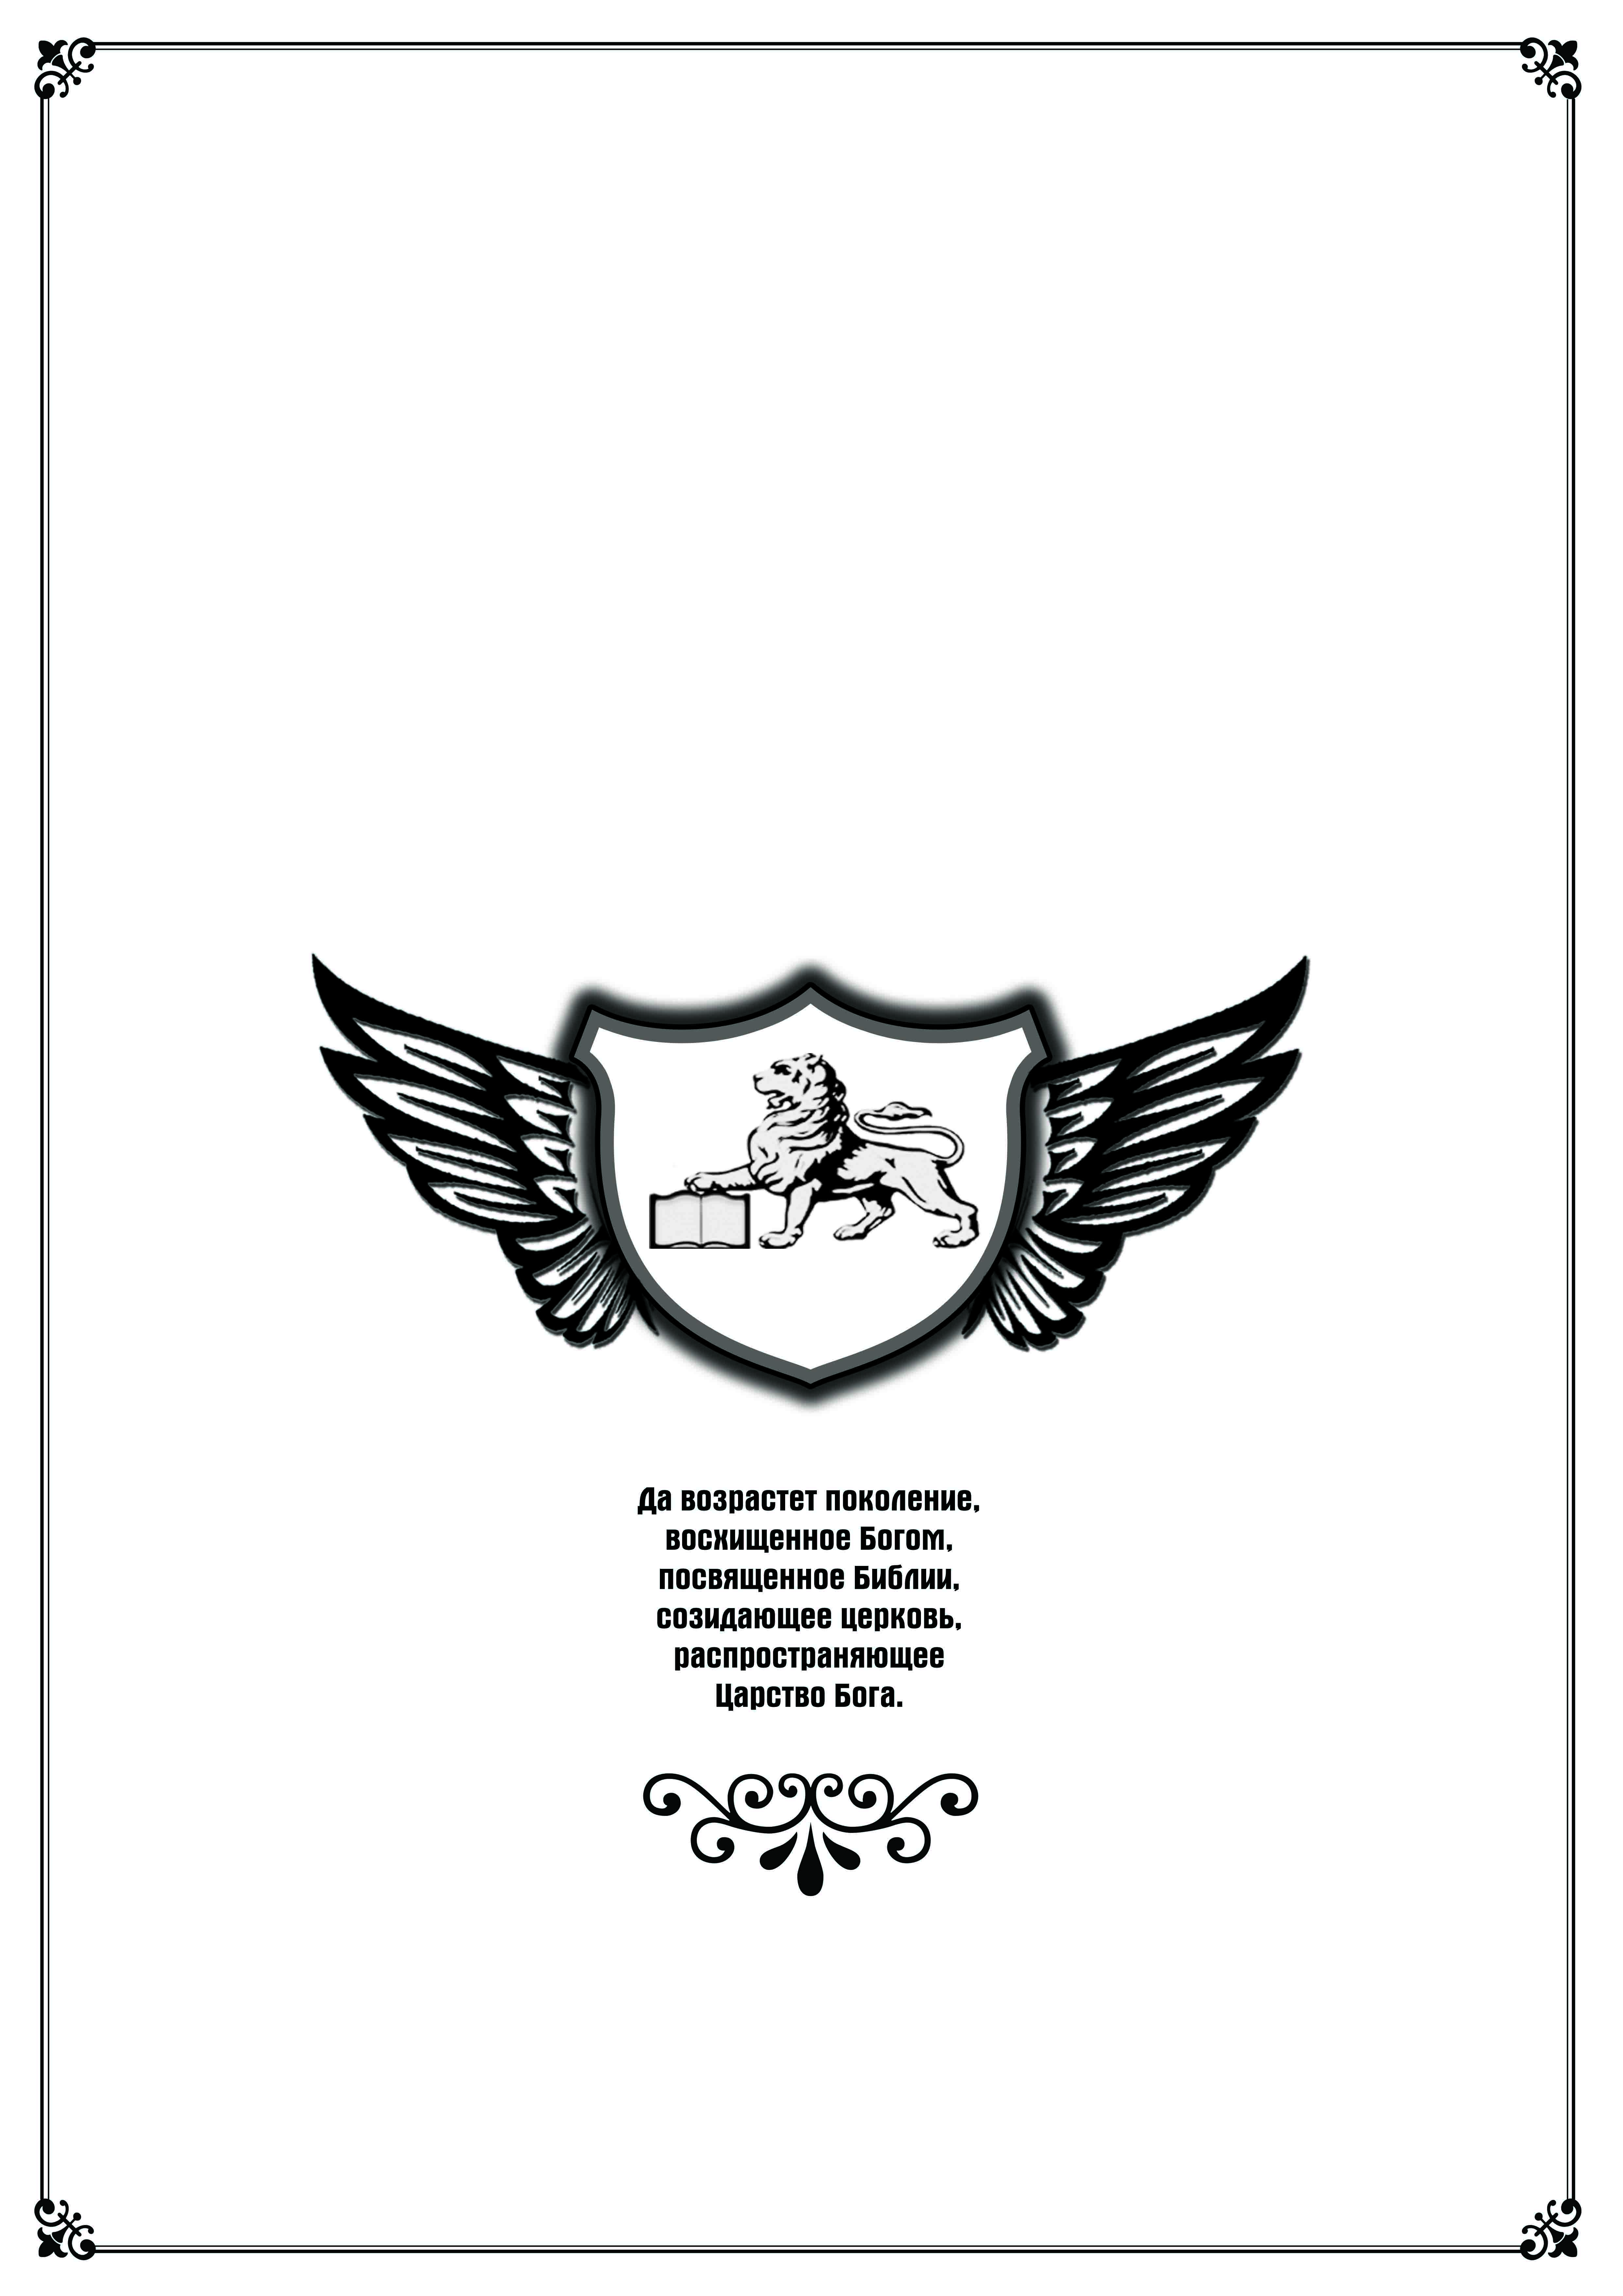 Да возрастет поколение,
восхищенное Богом,
посвященное Библии,
созидающее церковь,
распространяющее
Царство Бога.